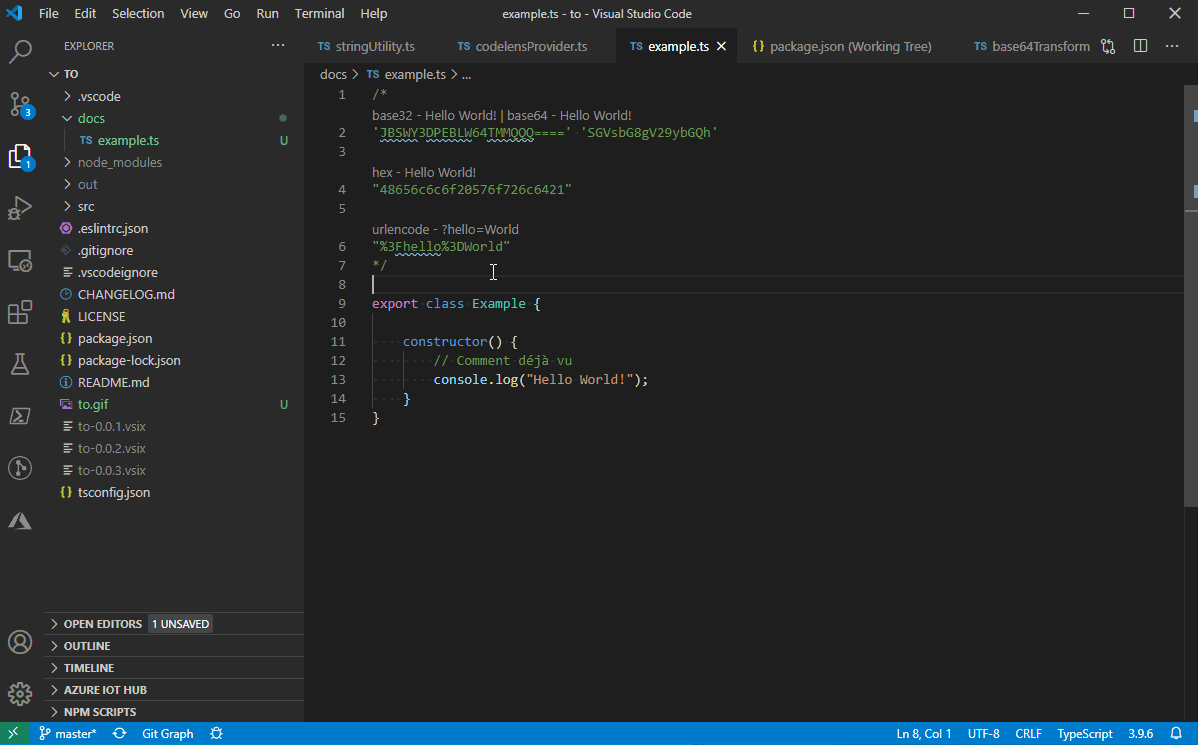 File Edit Selection View Go Run Terminal Help example.ts - to - Visual Studio Code
EXPLORER ···
TS stringUtility.ts TS codelensProvider.ts TS example.ts {} package.json (Working Tree) TS base64Transform ···
TO
.vscode
docs
TS example.ts U
node_modules
out
src
.eslintrc.json
.gitignore
.vscodeignore
CHANGELOG.md
LICENSE
{} package.json
{} package-lock.json
README.md
to.gif U
to-0.0.1.vsix
to-0.0.2.vsix
to-0.0.3.vsix
{} tsconfig.json
OPEN EDITORS 1 UNSAVED
OUTLINE
TIMELINE
AZURE IOT HUB
NPM SCRIPTS
3
1
docs > TS example.ts > ...
1 /*
base32 - Hello World! | base64 - Hello World!
2 'JBSWY3DPEBLW64TMMQQQ====' 'SGVsbG8gV29ybGQh'
3
hex - Hello World!
4 "48656c6c6f20576f726c6421"
5
urlencode - ?hello=World
6 "%3Fhello%3DWorld"
7 */
8
9 export class Example {
10
11 constructor() {
12 // Comment déjà vu
13 console.log("Hello World!");
14 }
15 }
master* Git Graph Ln 8, Col 1 UTF-8 CRLF TypeScript 3.9.6